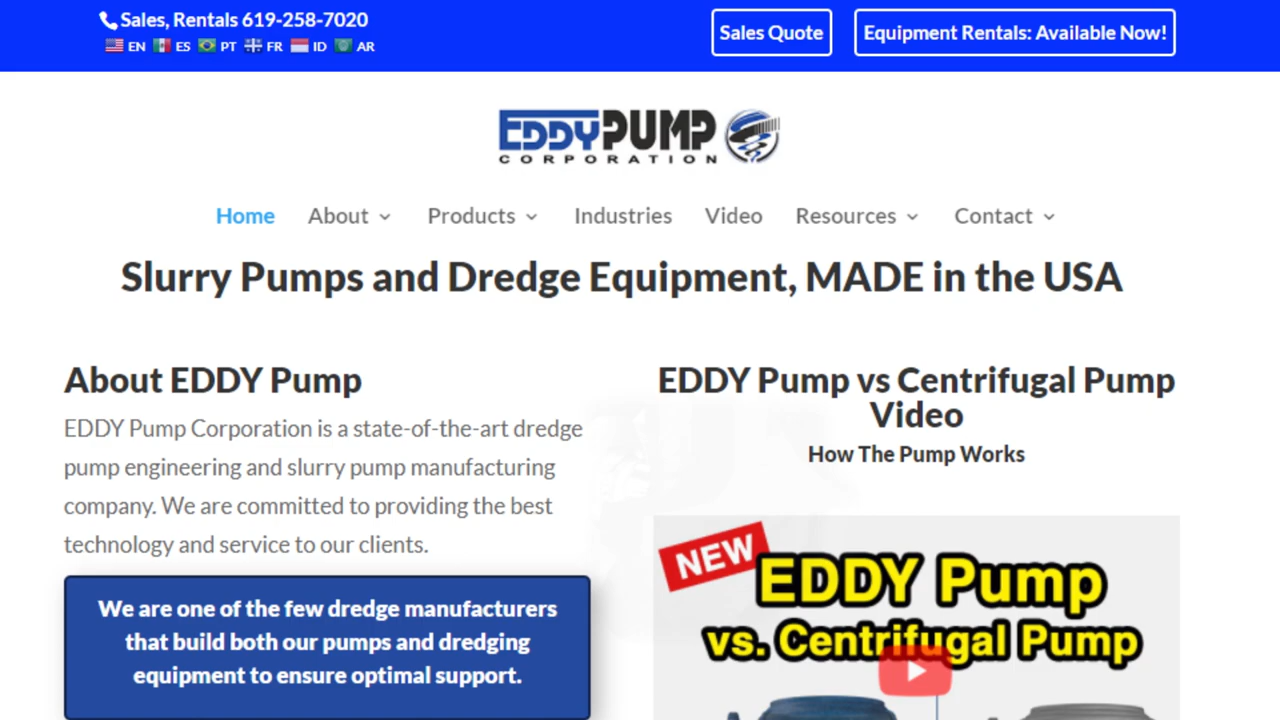 Sales, Rentals 619-258-7020
EN ES PT FR ID AR
Sales Quote
Equipment Rentals: Available Now!
EDDYPUMP
CORPORATION
Home About Products Industries Video Resources Contact
Slurry Pumps and Dredge Equipment, MADE in the USA
About EDDY Pump
EDDY Pump Corporation is a state-of-the-art dredge
pump engineering and slurry pump manufacturing
company. We are committed to providing the best
technology and service to our clients.
We are one of the few dredge manufacturers
that build both our pumps and dredging
equipment to ensure optimal support.
EDDY Pump vs Centrifugal Pump
Video
How The Pump Works
NEW
EDDY Pump
vs. Centrifugal Pump